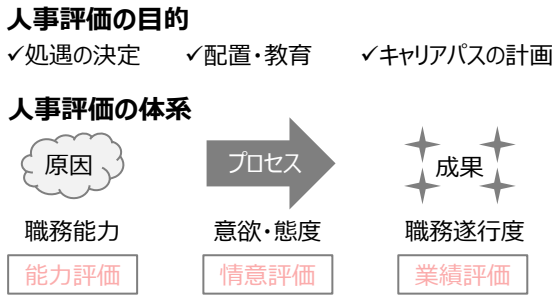 人事評価の目的
✓処遇の決定 ✓配置・教育 ✓キャリアパスの計画
人事評価の体系
原因 プロセス 成果
職務能力 意欲・態度 職務遂行度
能力評価 情意評価 業績評価